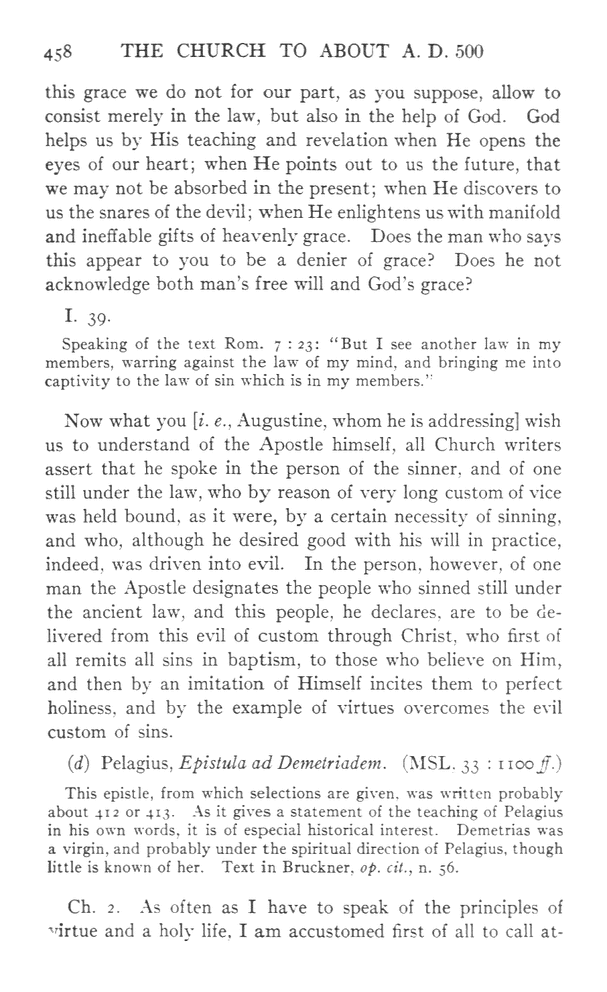 458 THE CHURCH TO ABOUT A. D. 500
this grace we do not for our part, as you suppose, allow to
consist merely in the law, but also in the help of God. God
helps us by His teaching and revelation when He opens the
eyes of our heart; when He points out to us the future, that
we may not be absorbed in the present; when He discovers to
us the snares of the devil; when He enlightens us with manifold
and ineffable gifts of heavenly grace. Does the man who says
this appear to you to be a denier of grace? Does he not
acknowledge both man's free will and God's grace?
I. 39.
Speaking of the text Rom. 7 : 23: "But I see another law in my
members, warring against the law of my mind, and bringing me into
captivity to the law of sin which is in my members."
Now what you [i. e., Augustine, whom he is addressing] wish
us to understand of the Apostle himself, all Church writers
assert that he spoke in the person of the sinner, and of one
still under the law, who by reason of very long custom of vice
was held bound, as it were, by a certain necessity of sinning,
and who, although he desired good with his will in practice,
indeed, was driven into evil. In the person, however, of one
man the Apostle designates the people who sinned still under
the ancient law, and this people, he declares, are to be de-
livered from this evil of custom through Christ, who first of
all remits all sins in baptism, to those who believe on Him,
and then by an imitation of Himself incites them to perfect
holiness, and by the example of virtues overcomes the evil
custom of sins.
(d) Pelagius, Epistula ad Demetriadem. (MSL, 33 : 1100 ff.)
This epistle, from which selections are given, was written probably
about 412 or 413. As it gives a statement of the teaching of Pelagius
in his own words, it is of especial historical interest. Demetrias was
a virgin, and probably under the spiritual direction of Pelagius, though
little is known of her. Text in Bruckner, op. cit., n. 56.
Ch. 2. As often as I have to speak of the principles of
virtue and a holy life, I am accustomed first of all to call at-